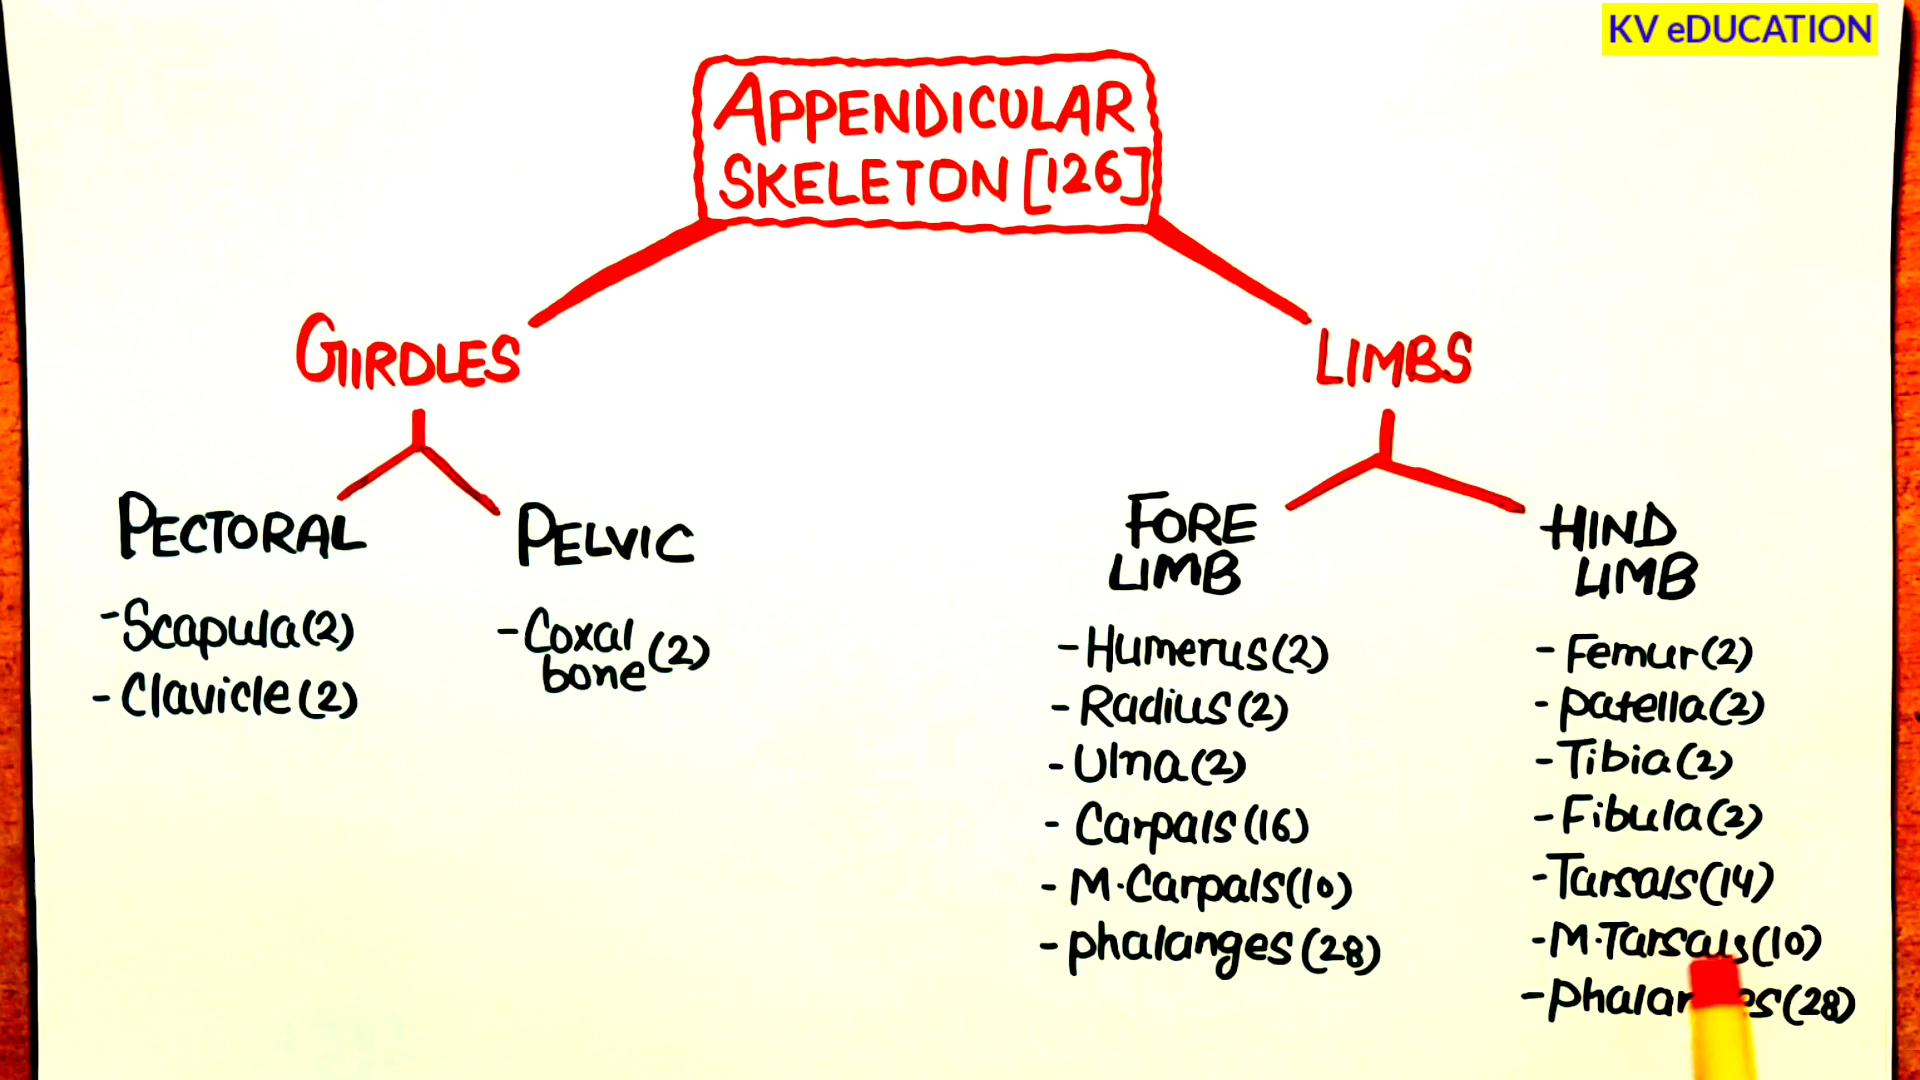 KV eDUCATION
APPENDICULAR
SKELETON [126]
GIRDLES
LIMBS
PECTORAL
- Scapula (2)
- Clavicle (2)
PELVIC
- Coxal
bone (2)
FORE
LIMB
- Humerus (2)
- Radius (2)
- Ulna (2)
- Carpals (16)
- M.Carpals (10)
- phalanges (28)
HIND
LIMB
- Femur (2)
- patella (2)
- Tibia (2)
- Fibula (2)
- Tarsals (14)
- M.Tarsals (10)
- phalanges (28)